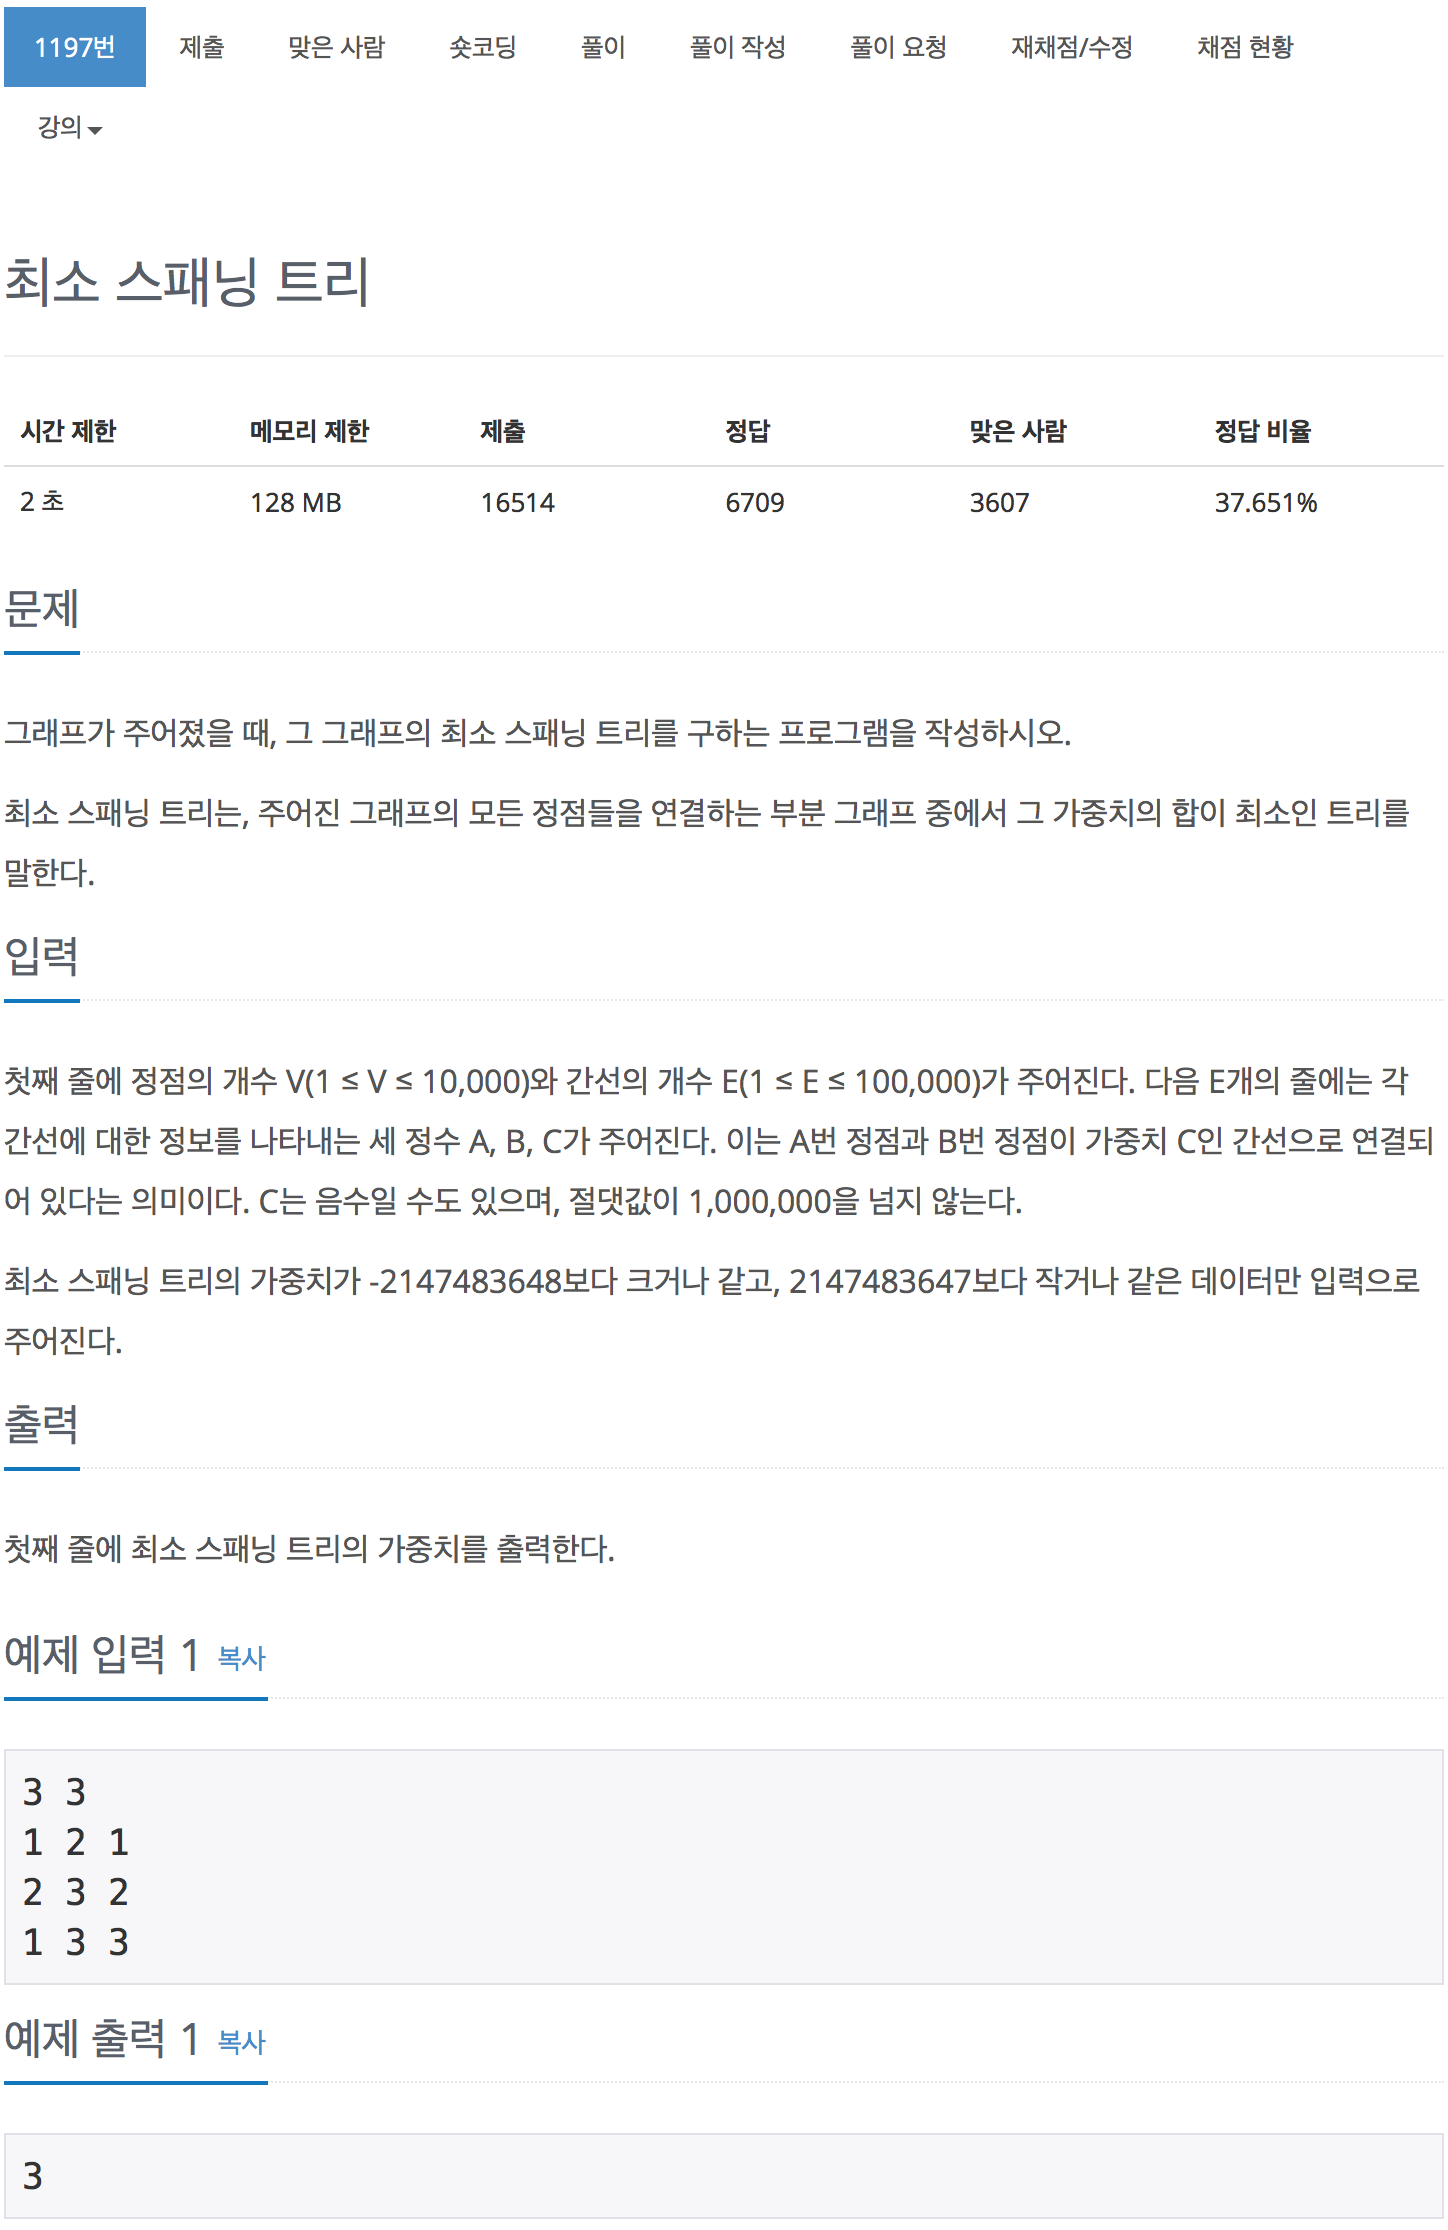 1197번 제출 맞은 사람 숏코딩 풀이 풀이 작성 풀이 요청 재채점/수정 채점 현황
강의
최소 스패닝 트리
시간 제한 메모리 제한 제출 정답 맞은 사람 정답 비율
2 초 128 MB 16514 6709 3607 37.651%
문제
그래프가 주어졌을 때, 그 그래프의 최소 스패닝 트리를 구하는 프로그램을 작성하시오.
최소 스패닝 트리는, 주어진 그래프의 모든 정점들을 연결하는 부분 그래프 중에서 그 가중치의 합이 최소인 트리를
말한다.
입력
첫째 줄에 정점의 개수 V(1 ≤ V ≤ 10,000)와 간선의 개수 E(1 ≤ E ≤ 100,000)가 주어진다. 다음 E개의 줄에는 각
간선에 대한 정보를 나타내는 세 정수 A, B, C가 주어진다. 이는 A번 정점과 B번 정점이 가중치 C인 간선으로 연결되
어 있다는 의미이다. C는 음수일 수도 있으며, 절댓값이 1,000,000을 넘지 않는다.
최소 스패닝 트리의 가중치가 -2147483648보다 크거나 같고, 2147483647보다 작거나 같은 데이터만 입력으로
주어진다.
출력
첫째 줄에 최소 스패닝 트리의 가중치를 출력한다.
예제 입력 1 복사
3 3
1 2 1
2 3 2
1 3 3
예제 출력 1 복사
3